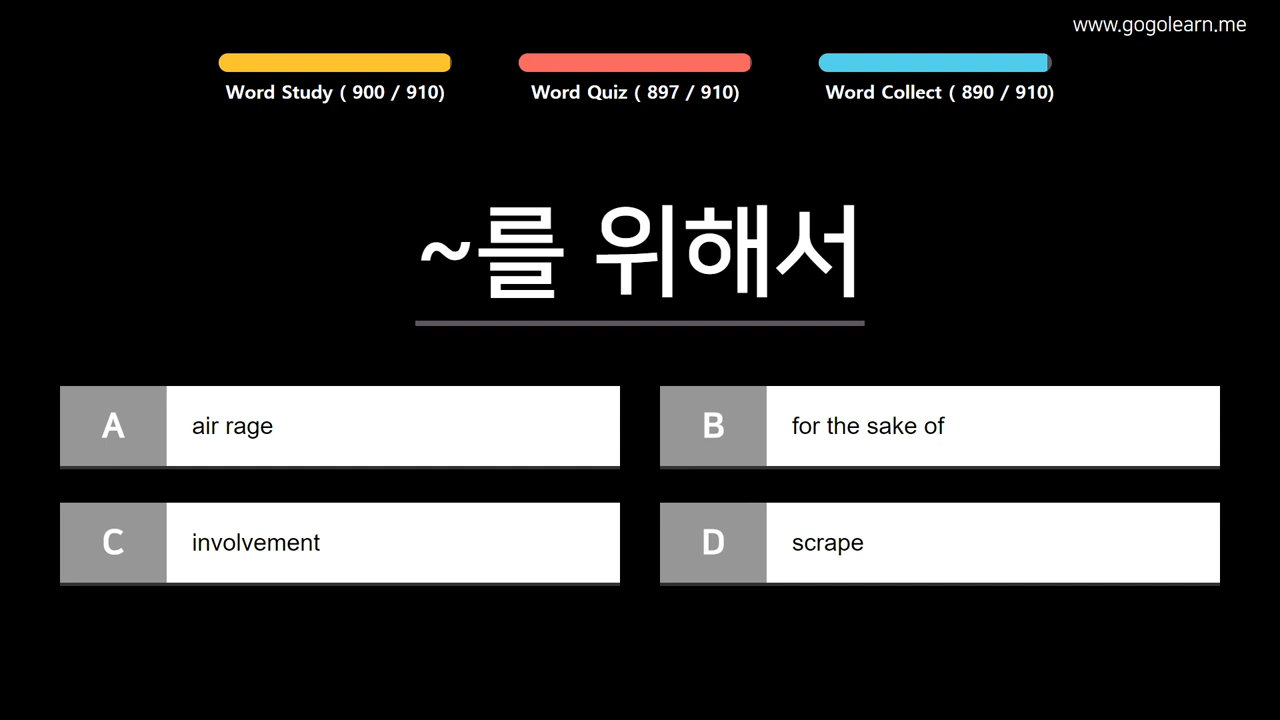 www.gogolearn.me
Word Study ( 900 / 910)
Word Quiz ( 897 / 910)
Word Collect ( 890 / 910)
~를 위해서
A air rage
B for the sake of
C involvement
D scrape